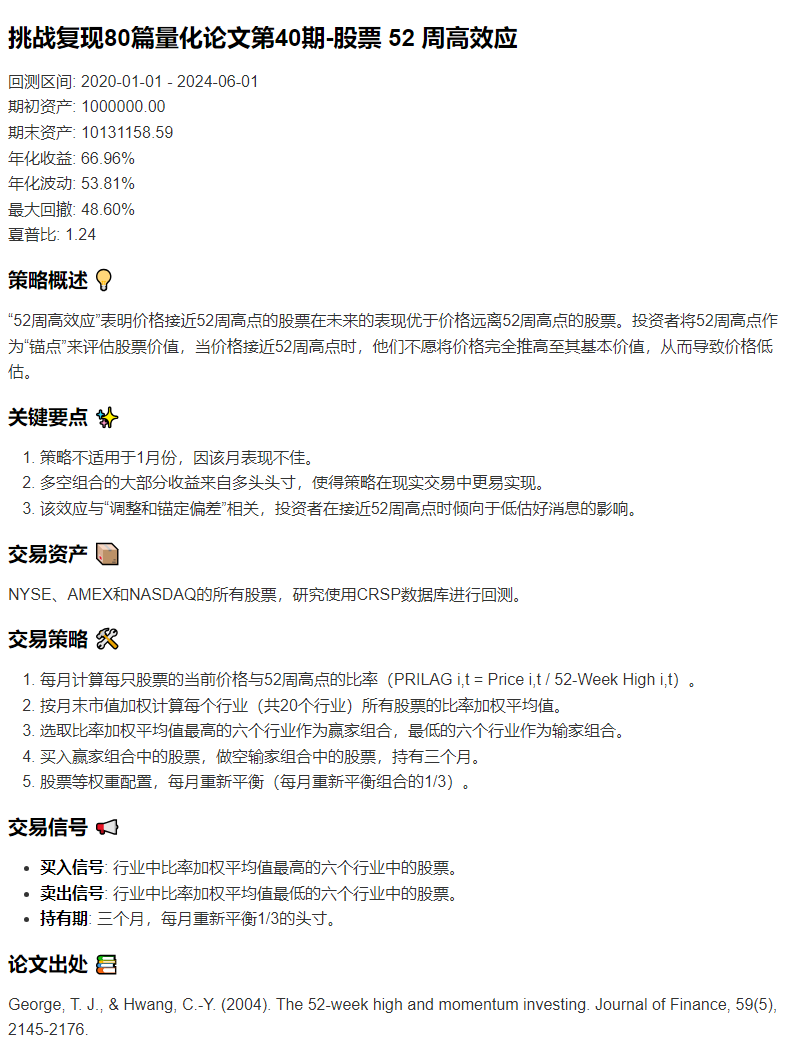 挑战复现80篇量化论文第40期-股票 52 周高效应
回测区间: 2020-01-01 - 2024-06-01
期初资产: 1000000.00
期末资产: 10131158.59
年化收益: 66.96%
年化波动: 53.81%
最大回撤: 48.60%
夏普比: 1.24
策略概述 💡
“52周高效应”表明价格接近52周高点的股票在未来的表现优于价格远离52周高点的股票。投资者将52周高点作
为“锚点”来评估股票价值，当价格接近52周高点时，他们不愿将价格完全推高至其基本价值，从而导致价格低
估。
关键要点 ✨
1. 策略不适用于1月份，因该月表现不佳。
2. 多空组合的大部分收益来自多头头寸，使得策略在现实交易中更易实现。
3. 该效应与“调整和锚定偏差”相关，投资者在接近52周高点时倾向于低估好消息的影响。
交易资产 📦
NYSE、AMEX和NASDAQ的所有股票，研究使用CRSP数据库进行回测。
交易策略 🛠
1. 每月计算每只股票的当前价格与52周高点的比率（PRILAG i,t = Price i,t / 52-Week High i,t）。
2. 按月末市值加权计算每个行业（共20个行业）所有股票的比率加权平均值。
3. 选取比率加权平均值最高的六个行业作为赢家组合，最低的六个行业作为输家组合。
4. 买入赢家组合中的股票，做空输家组合中的股票，持有三个月。
5. 股票等权重配置，每月重新平衡（每月重新平衡组合的1/3）。
交易信号 📢
• 买入信号: 行业中比率加权平均值最高的六个行业中的股票。
• 卖出信号: 行业中比率加权平均值最低的六个行业中的股票。
• 持有期: 三个月，每月重新平衡1/3的头寸。
论文出处 📚
George, T. J., & Hwang, C.-Y. (2004). The 52-week high and momentum investing. Journal of Finance, 59(5),
2145-2176.